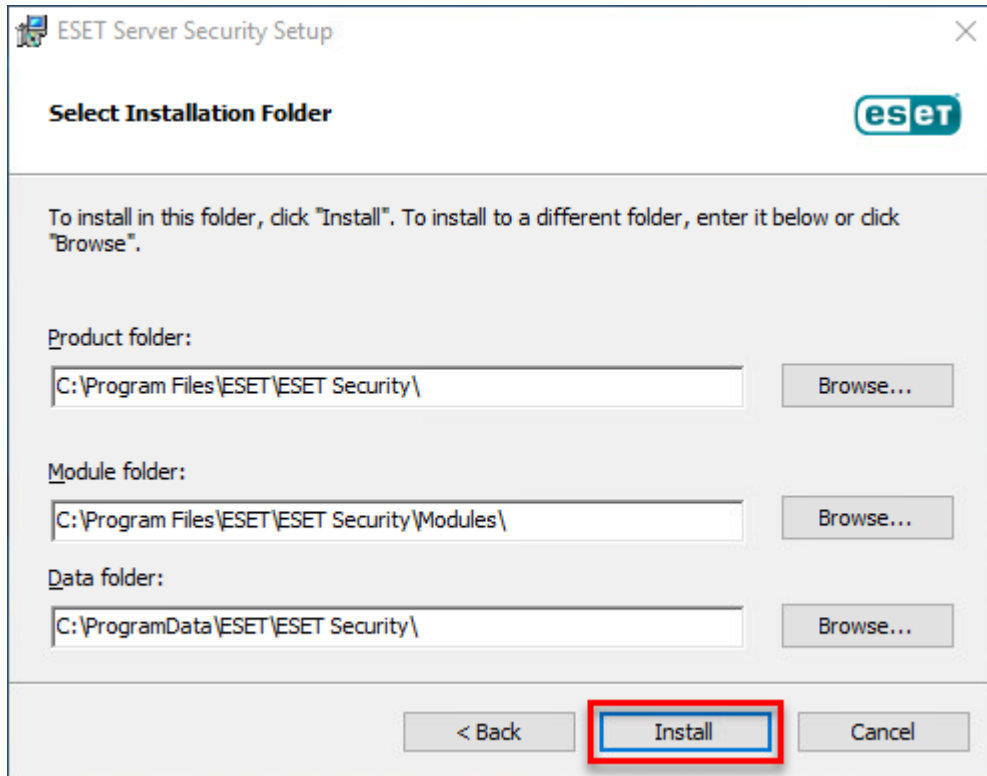 ESET Server Security Setup
Select Installation Folder
eseT
To install in this folder, click "Install". To install to a different folder, enter it below or click
"Browse".
Product folder:
C:\Program Files\ESET\ESET Security\
Browse...
Module folder:
C:\Program Files\ESET\ESET Security\Modules\
Browse...
Data folder:
C:\ProgramData\ESET\ESET Security\
Browse...
< Back
Install
Cancel